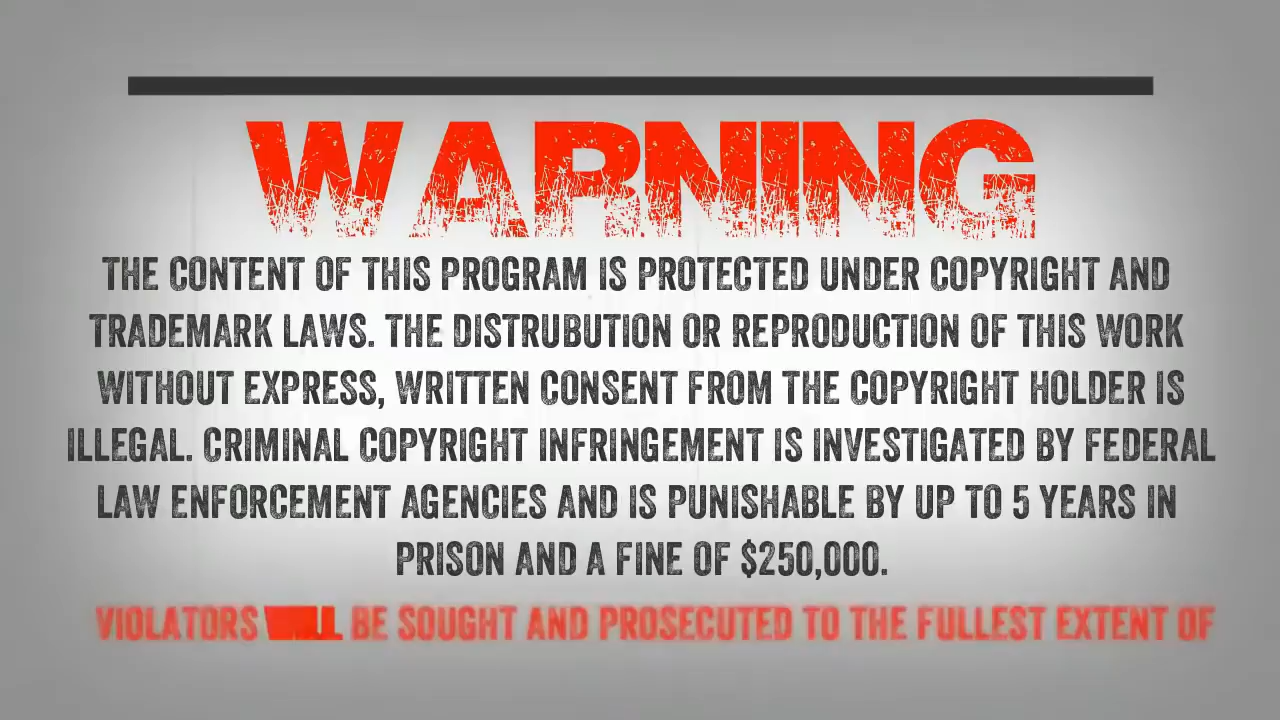 WARNING
THE CONTENT OF THIS PROGRAM IS PROTECTED UNDER COPYRIGHT AND
TRADEMARK LAWS. THE DISTRUBUTION OR REPRODUCTION OF THIS WORK
WITHOUT EXPRESS, WRITTEN CONSENT FROM THE COPYRIGHT HOLDER IS
ILLEGAL. CRIMINAL COPYRIGHT INFRINGEMENT IS INVESTIGATED BY FEDERAL
LAW ENFORCEMENT AGENCIES AND IS PUNISHABLE BY UP TO 5 YEARS IN
PRISON AND A FINE OF $250,000.
VIOLATORS WILL BE SOUGHT AND PROSECUTED TO THE FULLEST EXTENT OF